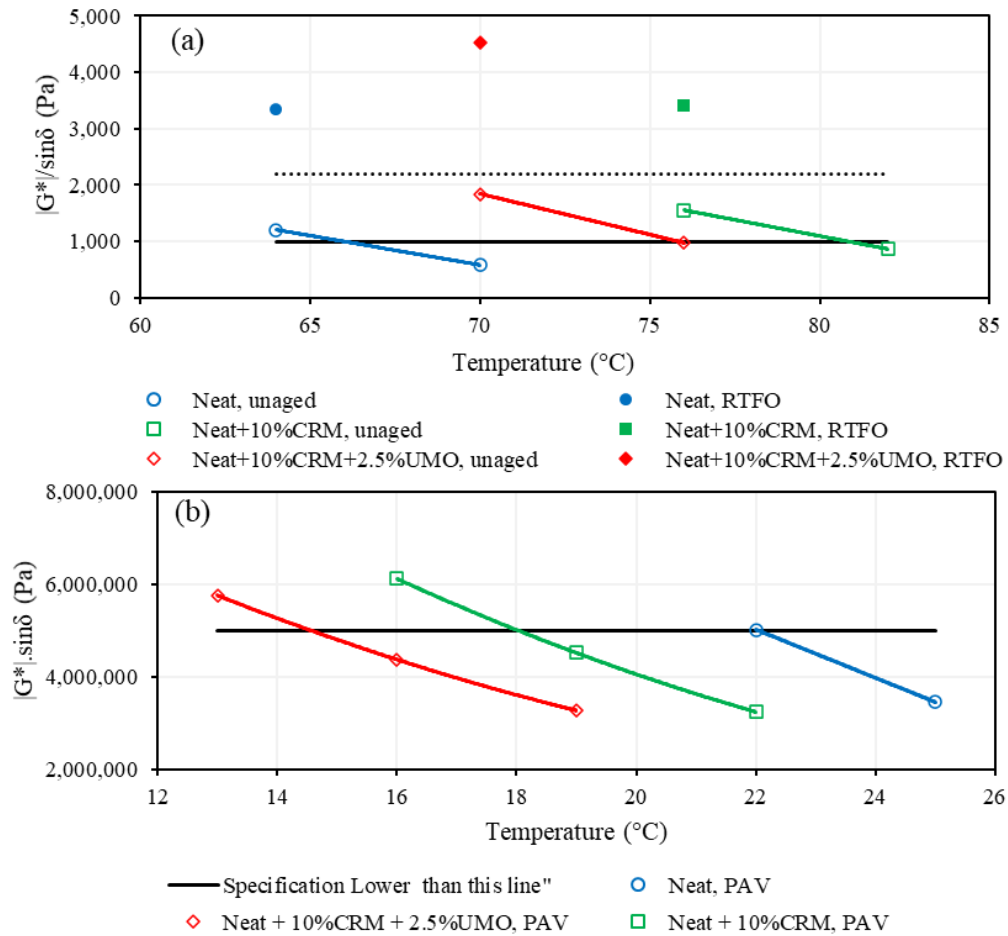 (a)
|G*|/sinδ (Pa)
5,000
4,000
3,000
2,000
1,000
0
60 65 70 75 80 85
Temperature (°C)
Neat, unaged Neat, RTFO
Neat+10%CRM, unaged Neat+10%CRM, RTFO
Neat+10%CRM+2.5%UMO, unaged Neat+10%CRM+2.5%UMO, RTFO
(b)
|G*|.sinδ (Pa)
8,000,000
6,000,000
4,000,000
2,000,000
12 14 16 18 20 22 24 26
Temperature (°C)
Specification Lower than this line" Neat, PAV
Neat + 10%CRM + 2.5%UMO, PAV Neat + 10%CRM, PAV